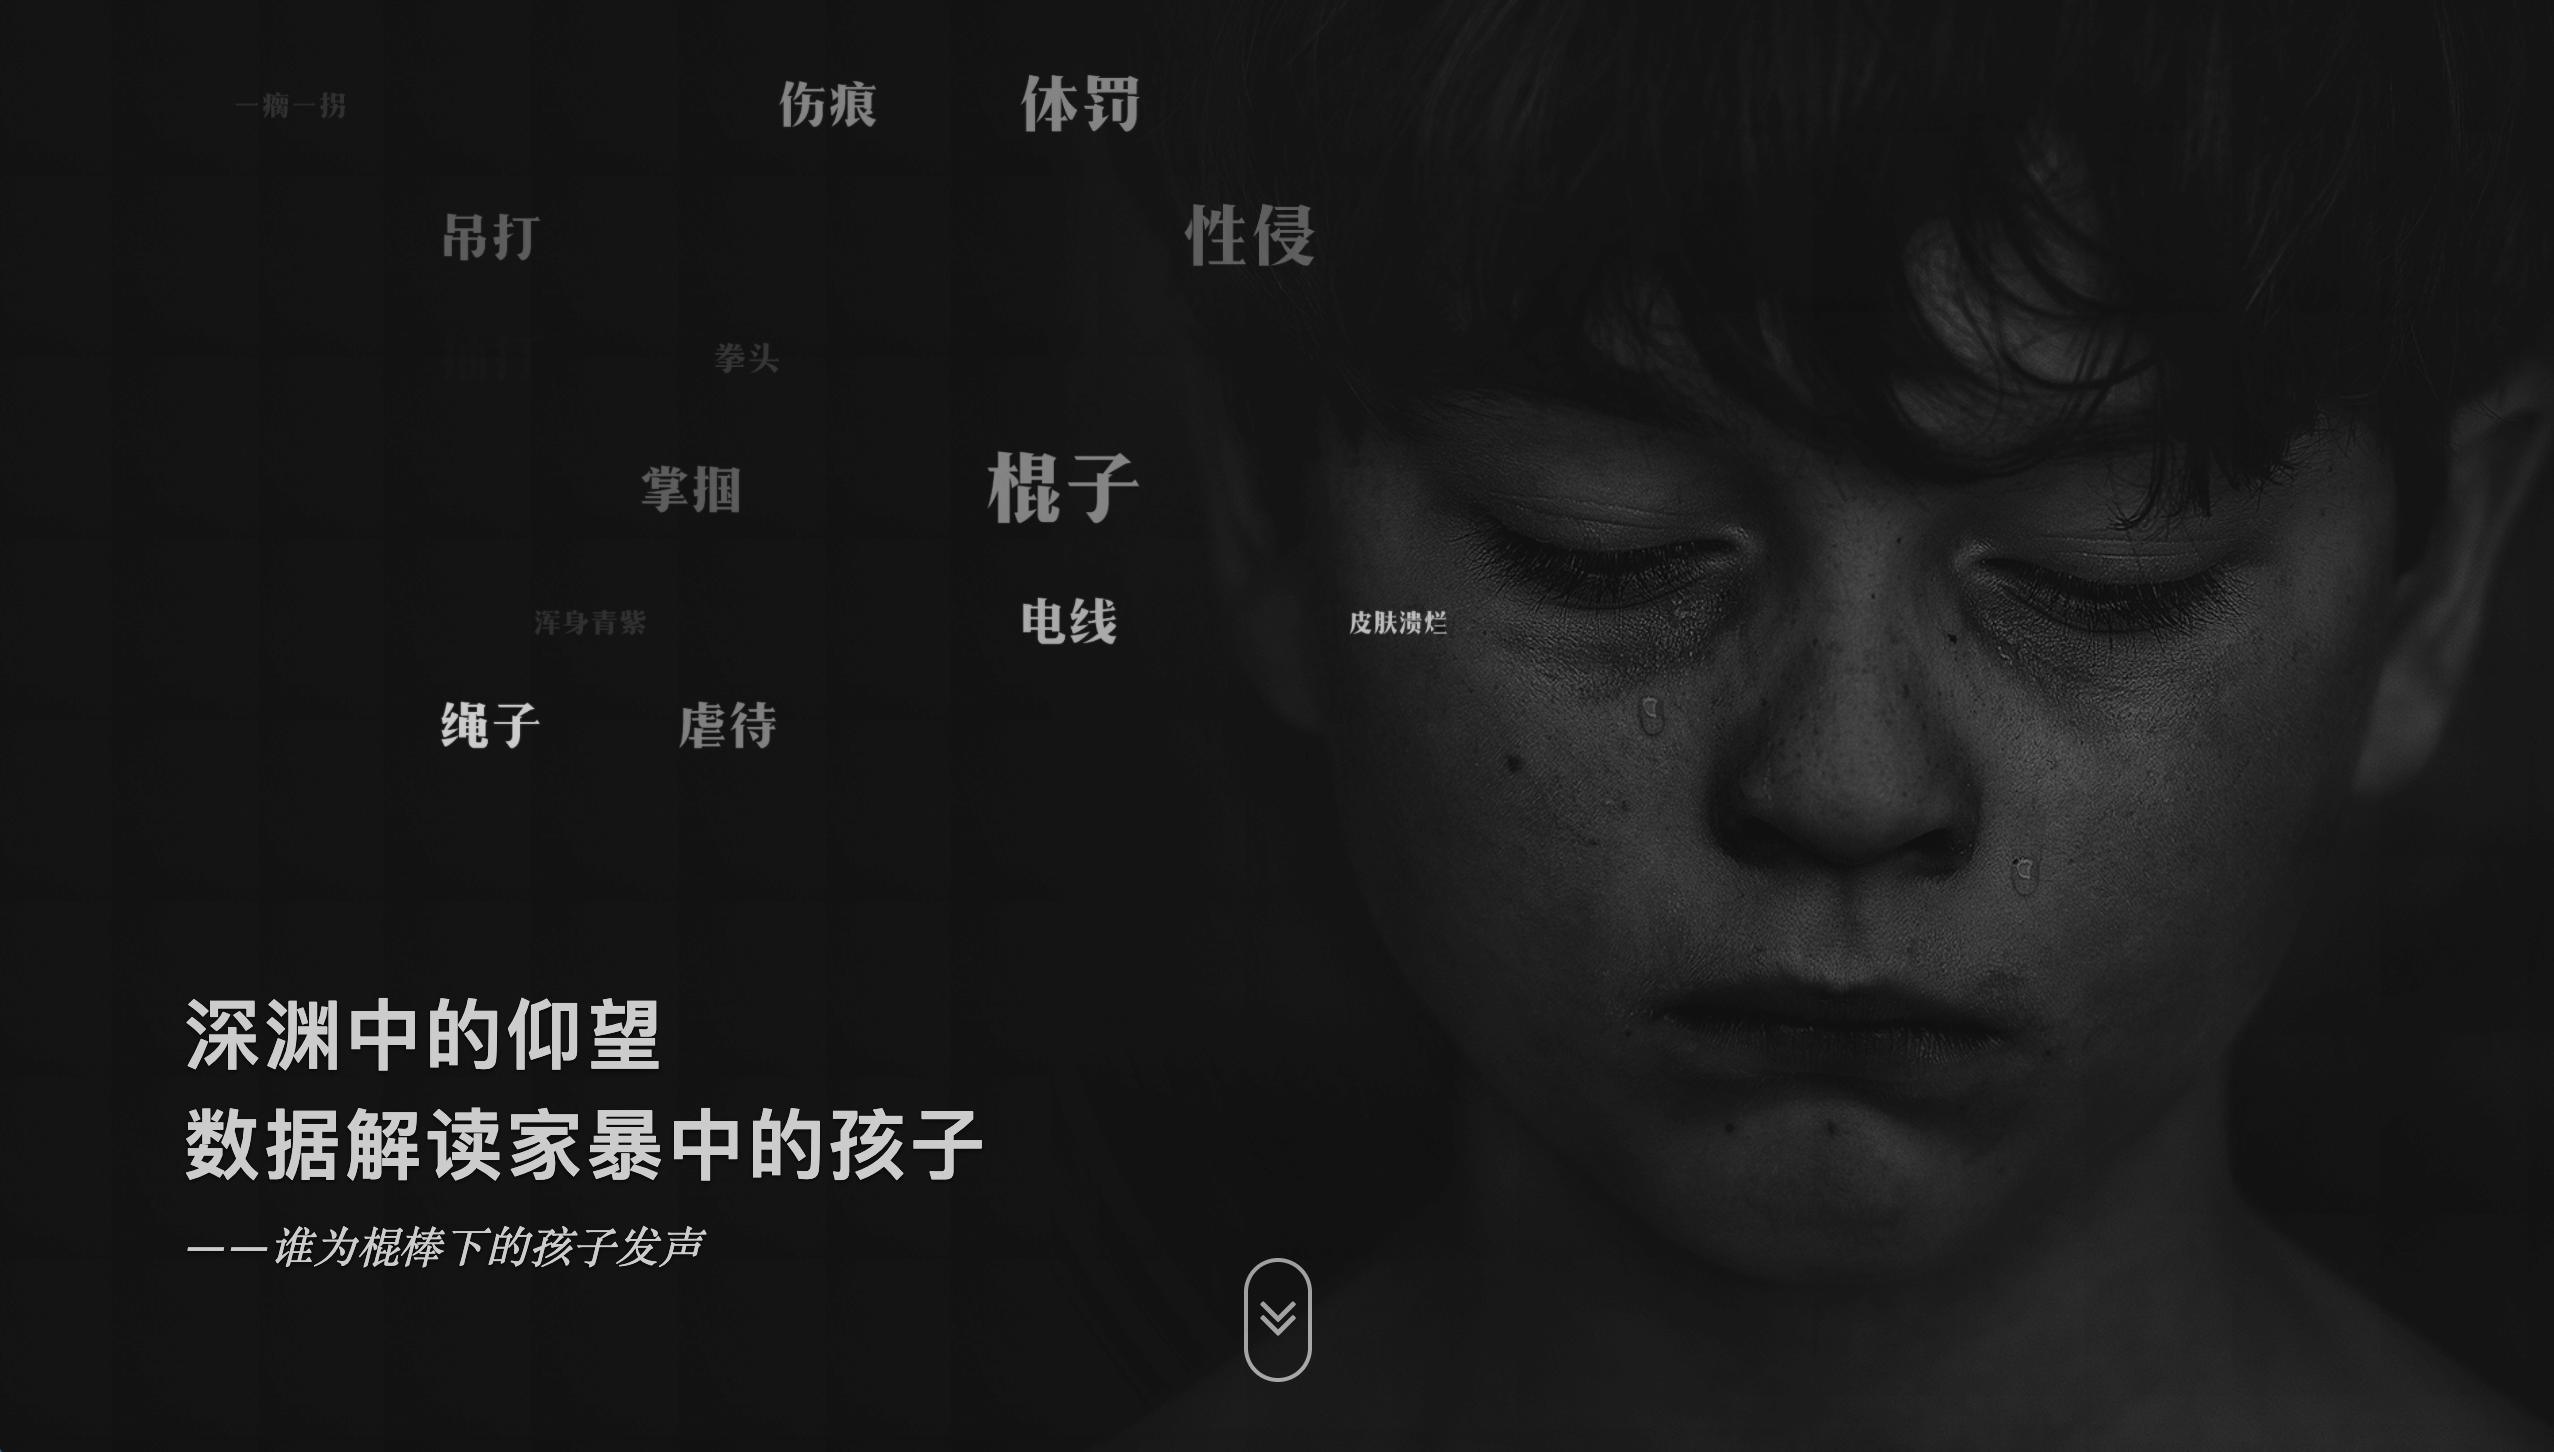 一瘸一拐 伤痕 体罚
吊打 性侵
拳头
掌掴 棍子
浑身青紫 电线 皮肤溃烂
绳子 虐待
深渊中的仰望
数据解读家暴中的孩子
——谁为棍棒下的孩子发声